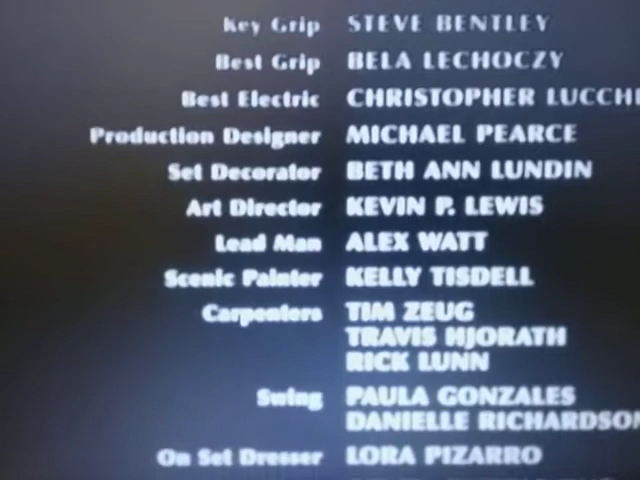 Key Grip STEVE BENTLEY
Best Grip BELA LECHOCZY
Best Electric CHRISTOPHER LUCCHE
Production Designer MICHAEL PEARCE
Set Decorator BETH ANN LUNDIN
Art Director KEVIN P. LEWIS
Lead Man ALEX WATT
Scenic Painter KELLY TISDELL
Carpenters TIM ZEUG
TRAVIS HJORATH
RICK LUNN
Swing PAULA GONZALES
DANIELLE RICHARDSON
On Set Dresser LORA PIZARRO